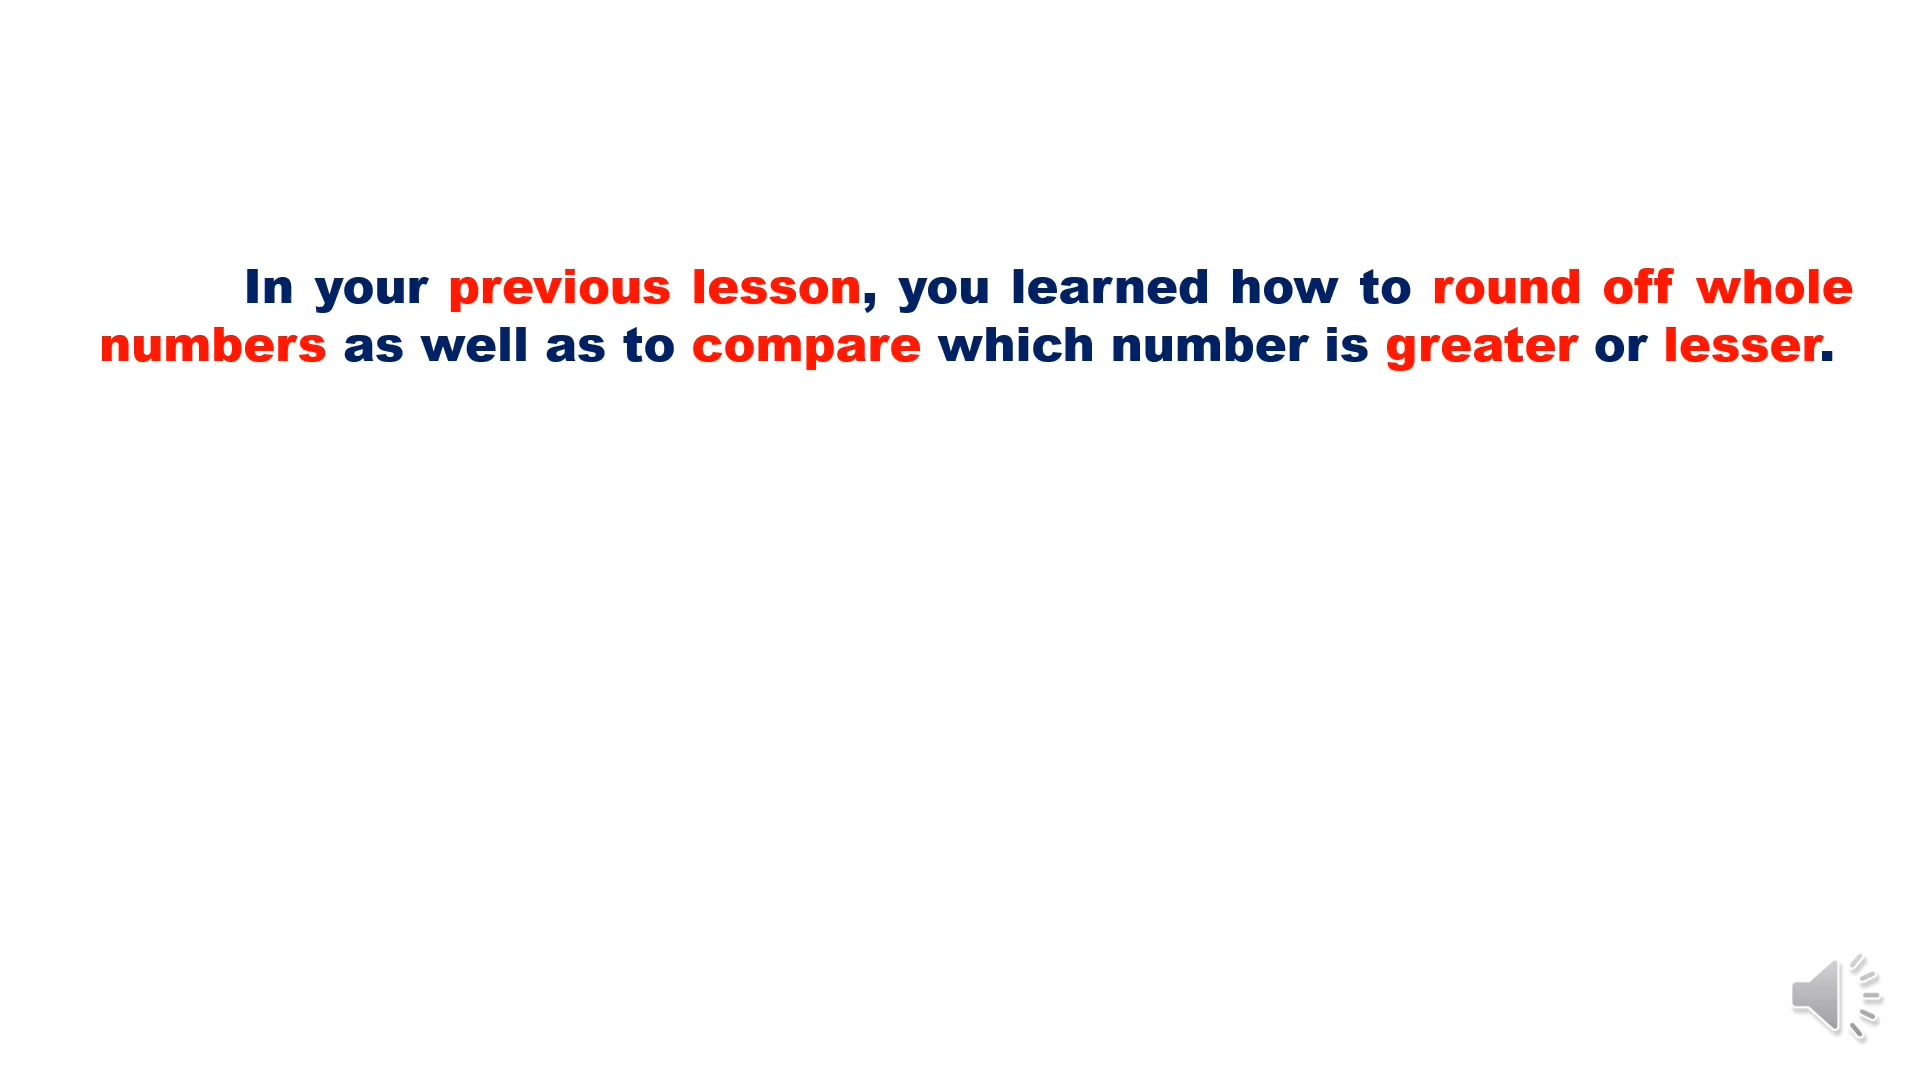 In your previous lesson, you learned how to round off whole
numbers as well as to compare which number is greater or lesser.